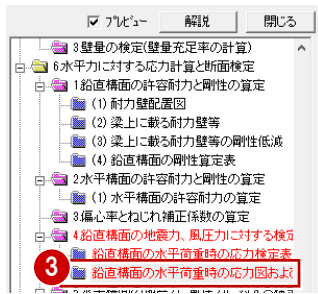 プレビュー 解説 閉じる
3.壁量の検定(壁量充足率の計算)
6.水平力に対する応力計算と断面検定
1.鉛直構面の許容耐力と剛性の算定
(1) 耐力壁配置図
(2) 梁上に載る耐力壁等
(3) 梁上に載る耐力壁等の剛性低減
(4) 鉛直構面の剛性算定表
2.水平構面の許容耐力と剛性の算定
(1) 水平構面の許容耐力の算定
3.偏心率とねじれ補正係数の算定
4.鉛直構面の地震力、風圧力に対する検定
鉛直構面の水平荷重時の応力検定表
3 鉛直構面の水平荷重時の応力図およ